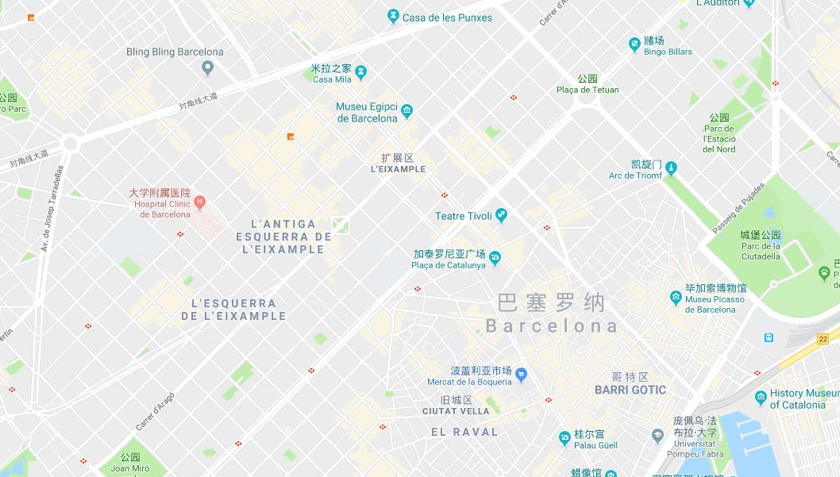 L'Auditori
Casa de les Punxes
Carrer d'A
赌场
Bingo Billars
Bling Bling Barcelona
米拉之家
Casa Mila
公园
Plaça de Tetuan
公园
ró Parc
对角线大道
Museu Egipci
de Barcelona
公园
Parc de
l'Estació
del Nord
扩展区
L'EIXAMPLE
对角线大道
凯旋门
Arc de Triomf
Av. de Josep Tarradellas
大学附属医院
Hospital Clínic
de Barcelona
Passeig de Pujades
Teatre Tívoli
L'ANTIGA
ESQUERRA DE
L'EIXAMPLE
城堡公园
Parc de la
Ciutadella
加泰罗尼亚广场
Plaça de Catalunya
L'ESQUERRA
DE L'EIXAMPLE
巴塞罗纳
Barcelona
毕加索博物馆
Museu Picasso
de Barcelona
22
波盖利亚市场
Mercat de la Boqueria
哥特区
BARRI GOTIC
旧城区
CIUTAT VELLA
History Museum
of Catalonia
Carrer d'Aragó
EL RAVAL
桂尔宫
Palau Güell
庞佩乌·法
布拉·大学
Universitat
Pompeu Fabra
公园
Joan Miró
蜡像馆